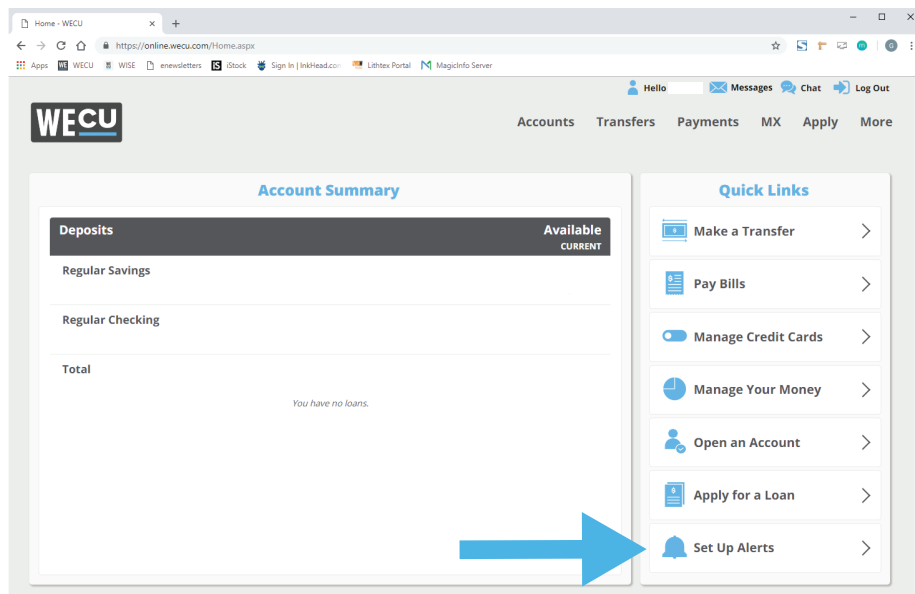 Home - WECU
https://online.wecu.com/Home.aspx
Apps WECU WISE enewsletters iStock Sign In | InkHead.com Lithtex Portal MagicInfo Server
Hello Messages Chat Log Out
WECU
Accounts Transfers Payments MX Apply More
Account Summary
Quick Links
Deposits Available
CURRENT
Regular Savings
Regular Checking
Total
You have no loans.
Make a Transfer
Pay Bills
Manage Credit Cards
Manage Your Money
Open an Account
Apply for a Loan
Set Up Alerts